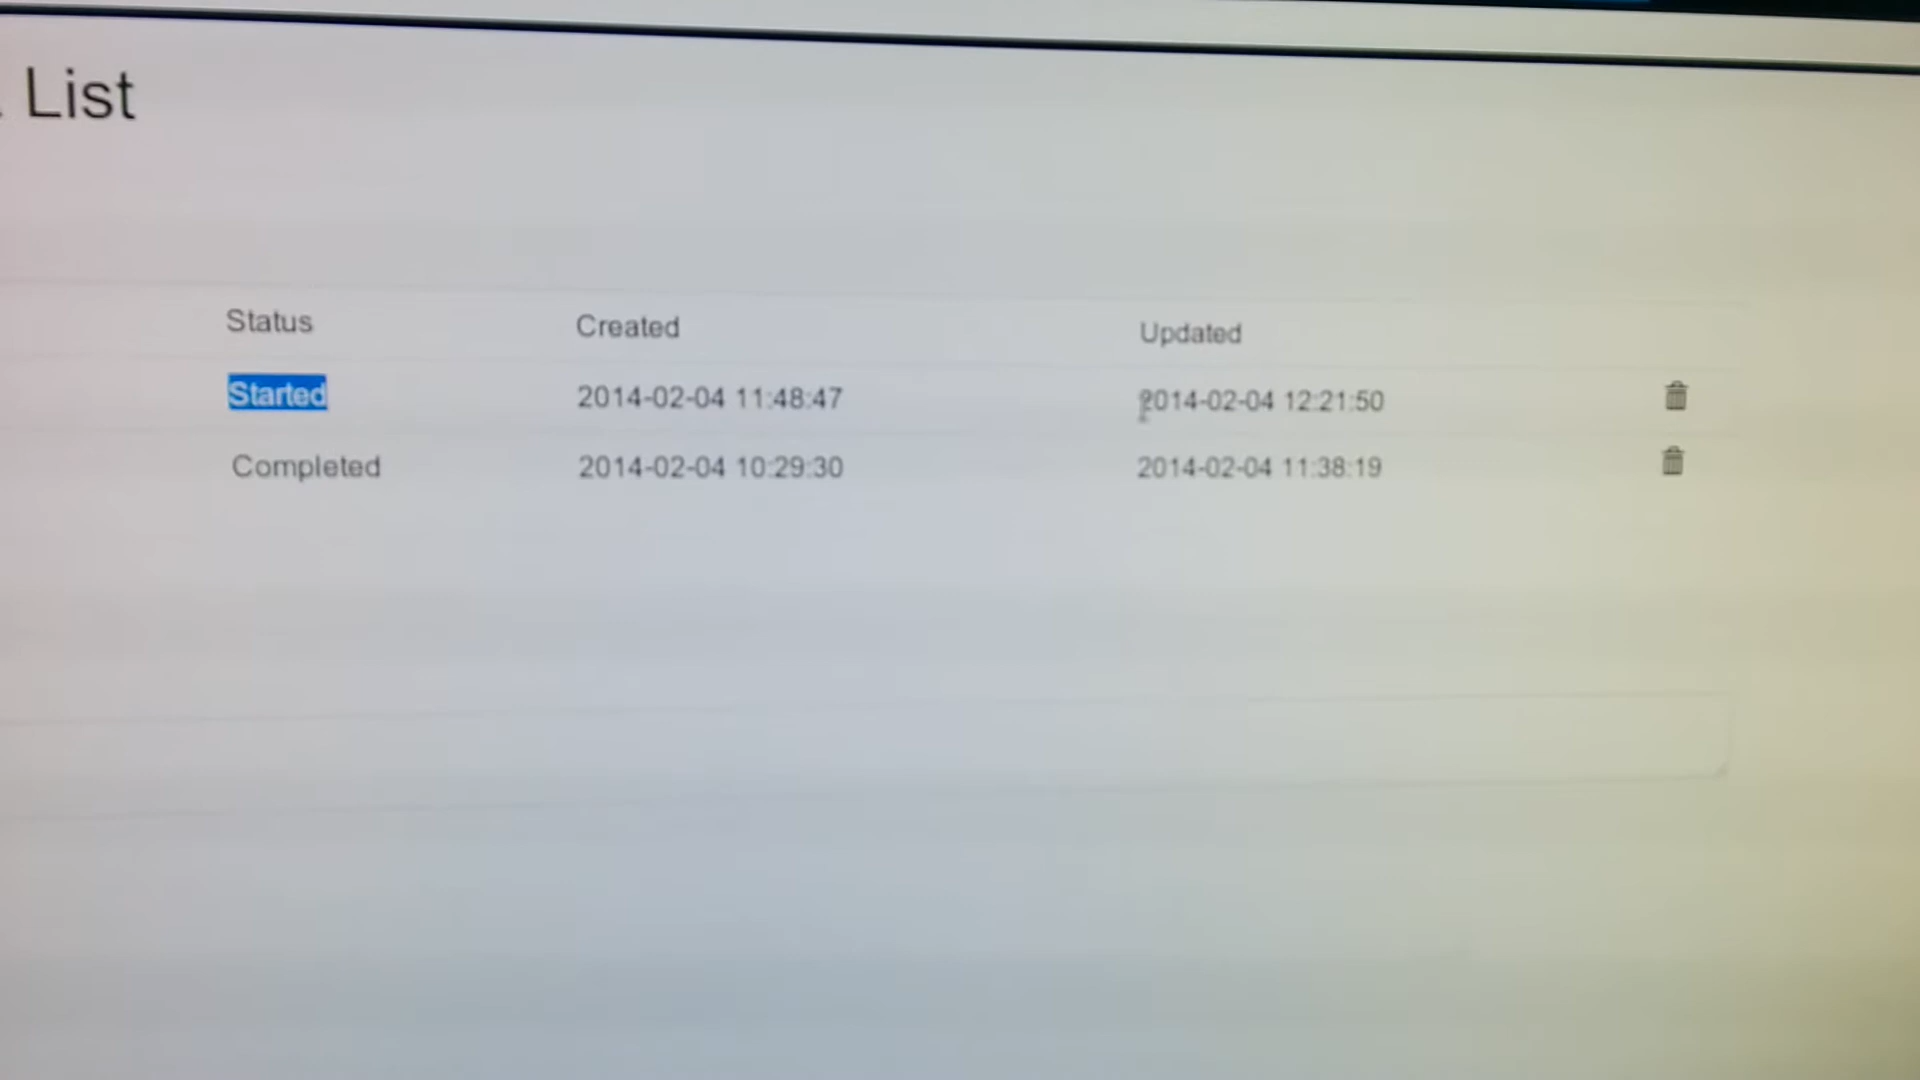 List
Status Created Updated
Started 2014-02-04 11:48:47 2014-02-04 12:21:50
Completed 2014-02-04 10:29:30 2014-02-04 11:38:19